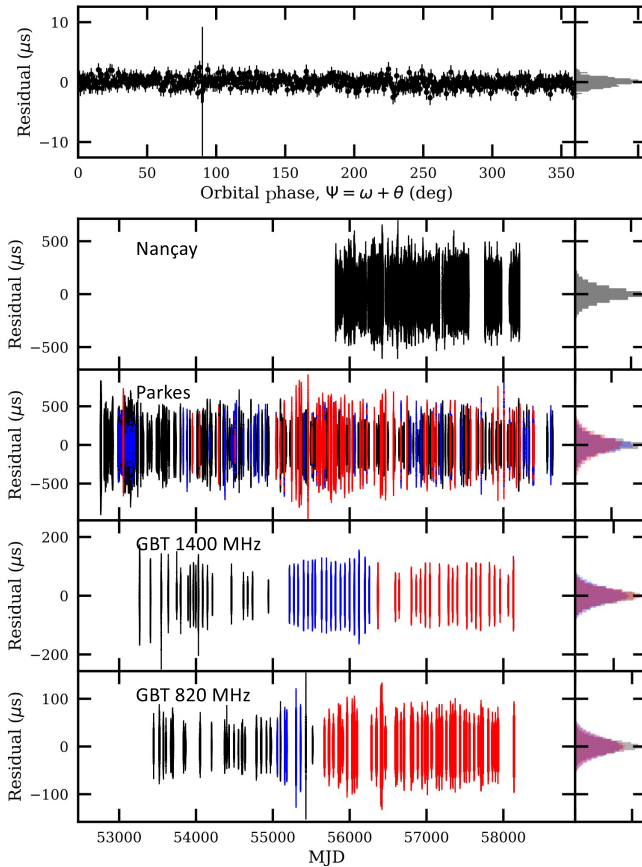 10
0
−10
Residual (μs)
0 50 100 150 200 250 300 350
Orbital phase, Ψ = ω + θ (deg)
Nançay
500
0
−500
Residual (μs)
Parkes
500
0
−500
Residual (μs)
GBT 1400 MHz
200
0
−200
Residual (μs)
GBT 820 MHz
100
0
−100
Residual (μs)
53000 54000 55000 56000 57000 58000
MJD